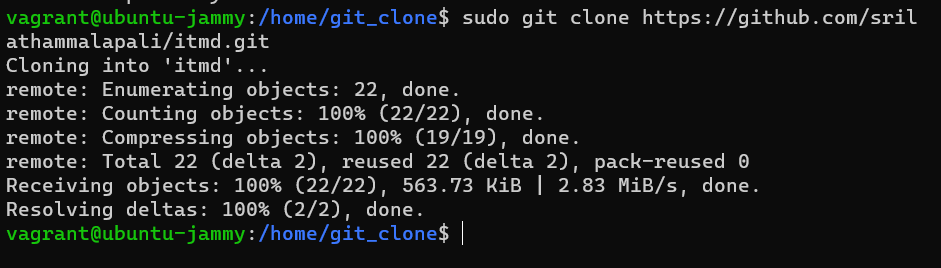 vagrant@ubuntu-jammy:/home/git_clone$ sudo git clone https://github.com/sril
athammalapali/itmd.git
Cloning into 'itmd'...
remote: Enumerating objects: 22, done.
remote: Counting objects: 100% (22/22), done.
remote: Compressing objects: 100% (19/19), done.
remote: Total 22 (delta 2), reused 22 (delta 2), pack-reused 0
Receiving objects: 100% (22/22), 563.73 KiB | 2.83 MiB/s, done.
Resolving deltas: 100% (2/2), done.
vagrant@ubuntu-jammy:/home/git_clone$